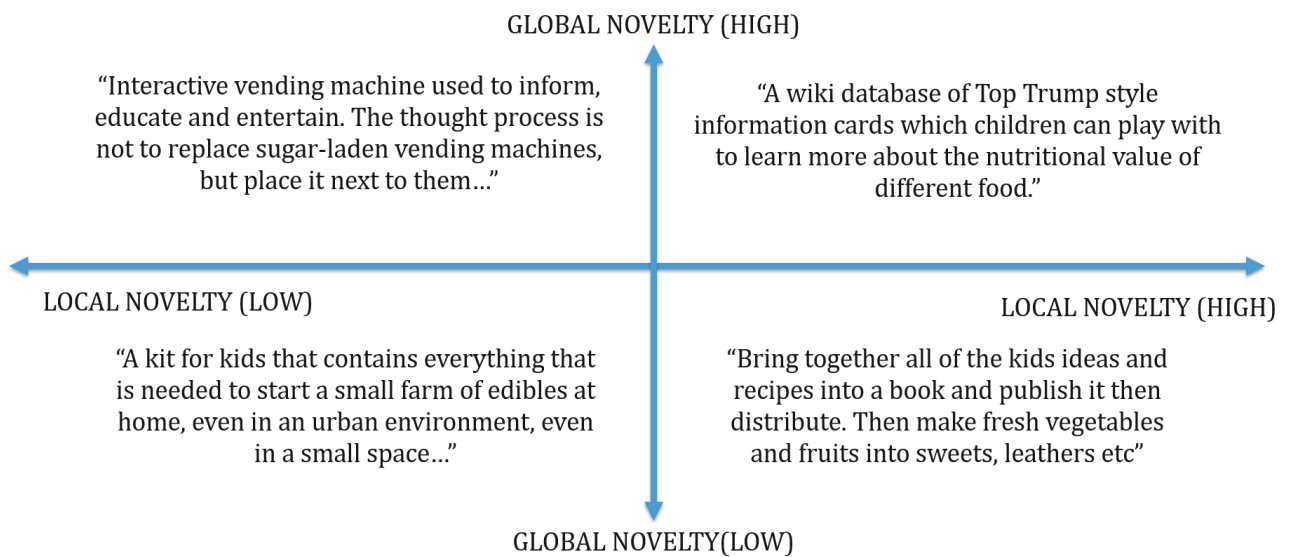 GLOBAL NOVELTY (HIGH)
“Interactive vending machine used to inform,
educate and entertain. The thought process is
not to replace sugar-laden vending machines,
but place it next to them…”
“A wiki database of Top Trump style
information cards which children can play with
to learn more about the nutritional value of
different food.”
LOCAL NOVELTY (LOW)
LOCAL NOVELTY (HIGH)
“A kit for kids that contains everything that
is needed to start a small farm of edibles at
home, even in an urban environment, even
in a small space…”
“Bring together all of the kids ideas and
recipes into a book and publish it then
distribute. Then make fresh vegetables
and fruits into sweets, leathers etc”
GLOBAL NOVELTY(LOW)